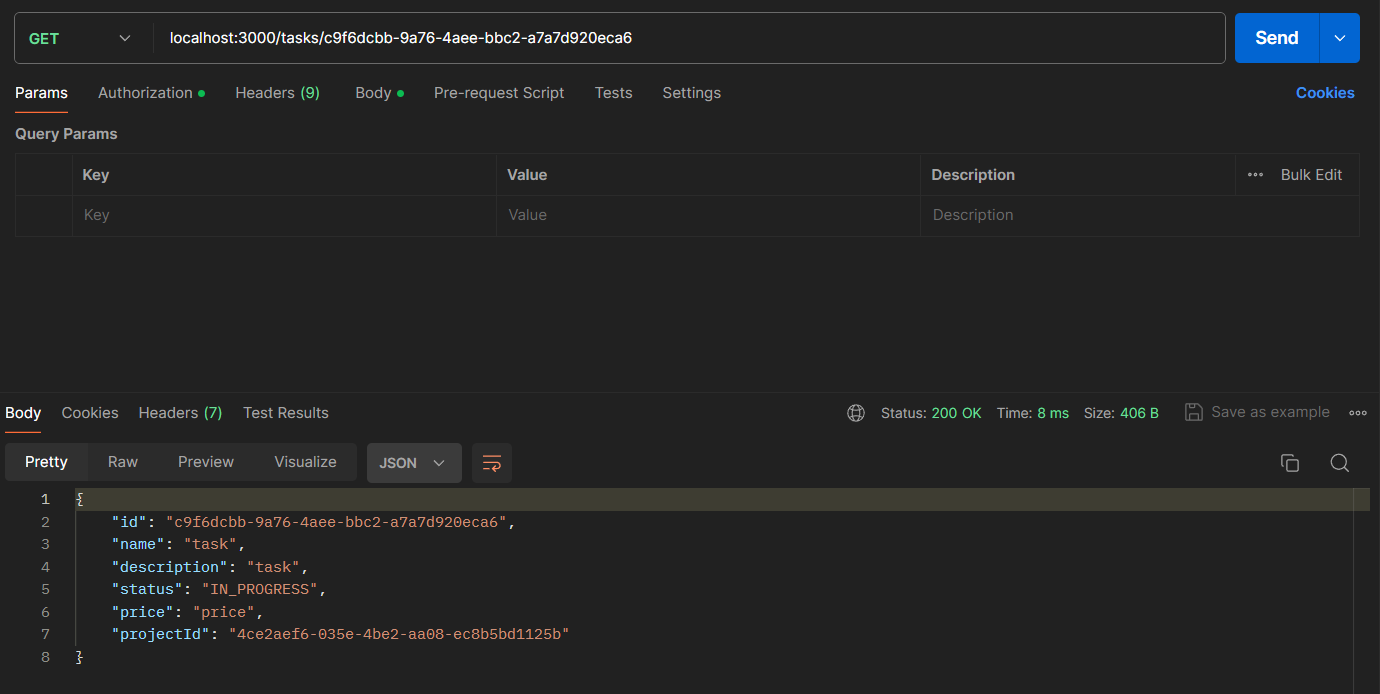 GET localhost:3000/tasks/c9f6dcbb-9a76-4aee-bbc2-a7a7d920eca6 Send
Params Authorization Headers (9) Body Pre-request Script Tests Settings Cookies
Query Params
Key Value Description Bulk Edit
Key Value Description
Body Cookies Headers (7) Test Results Status: 200 OK Time: 8 ms Size: 406 B Save as example
Pretty Raw Preview Visualize JSON
1 {
2 "id": "c9f6dcbb-9a76-4aee-bbc2-a7a7d920eca6",
3 "name": "task",
4 "description": "task",
5 "status": "IN_PROGRESS",
6 "price": "price",
7 "projectId": "4ce2aef6-035e-4be2-aa08-ec8b5bd1125b"
8 }